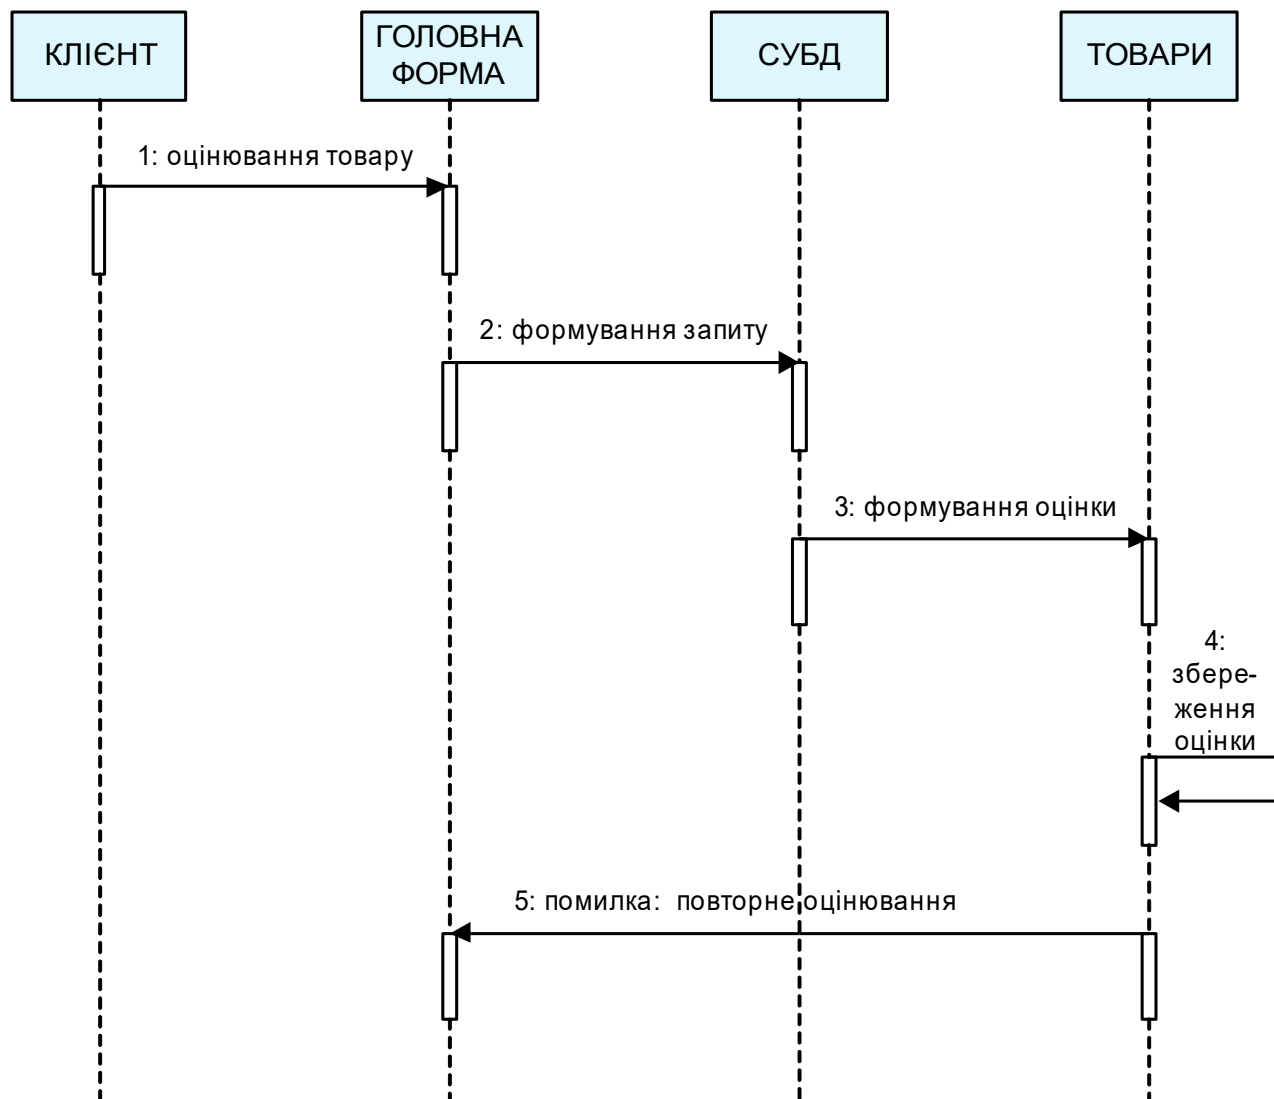 КЛІЄНТ
ГОЛОВНА
ФОРМА
СУБД
ТОВАРИ
1: оцінювання товару
2: формування запиту
3: формування оцінки
4:
збере-
ження
оцінки
5: помилка: повторне оцінювання